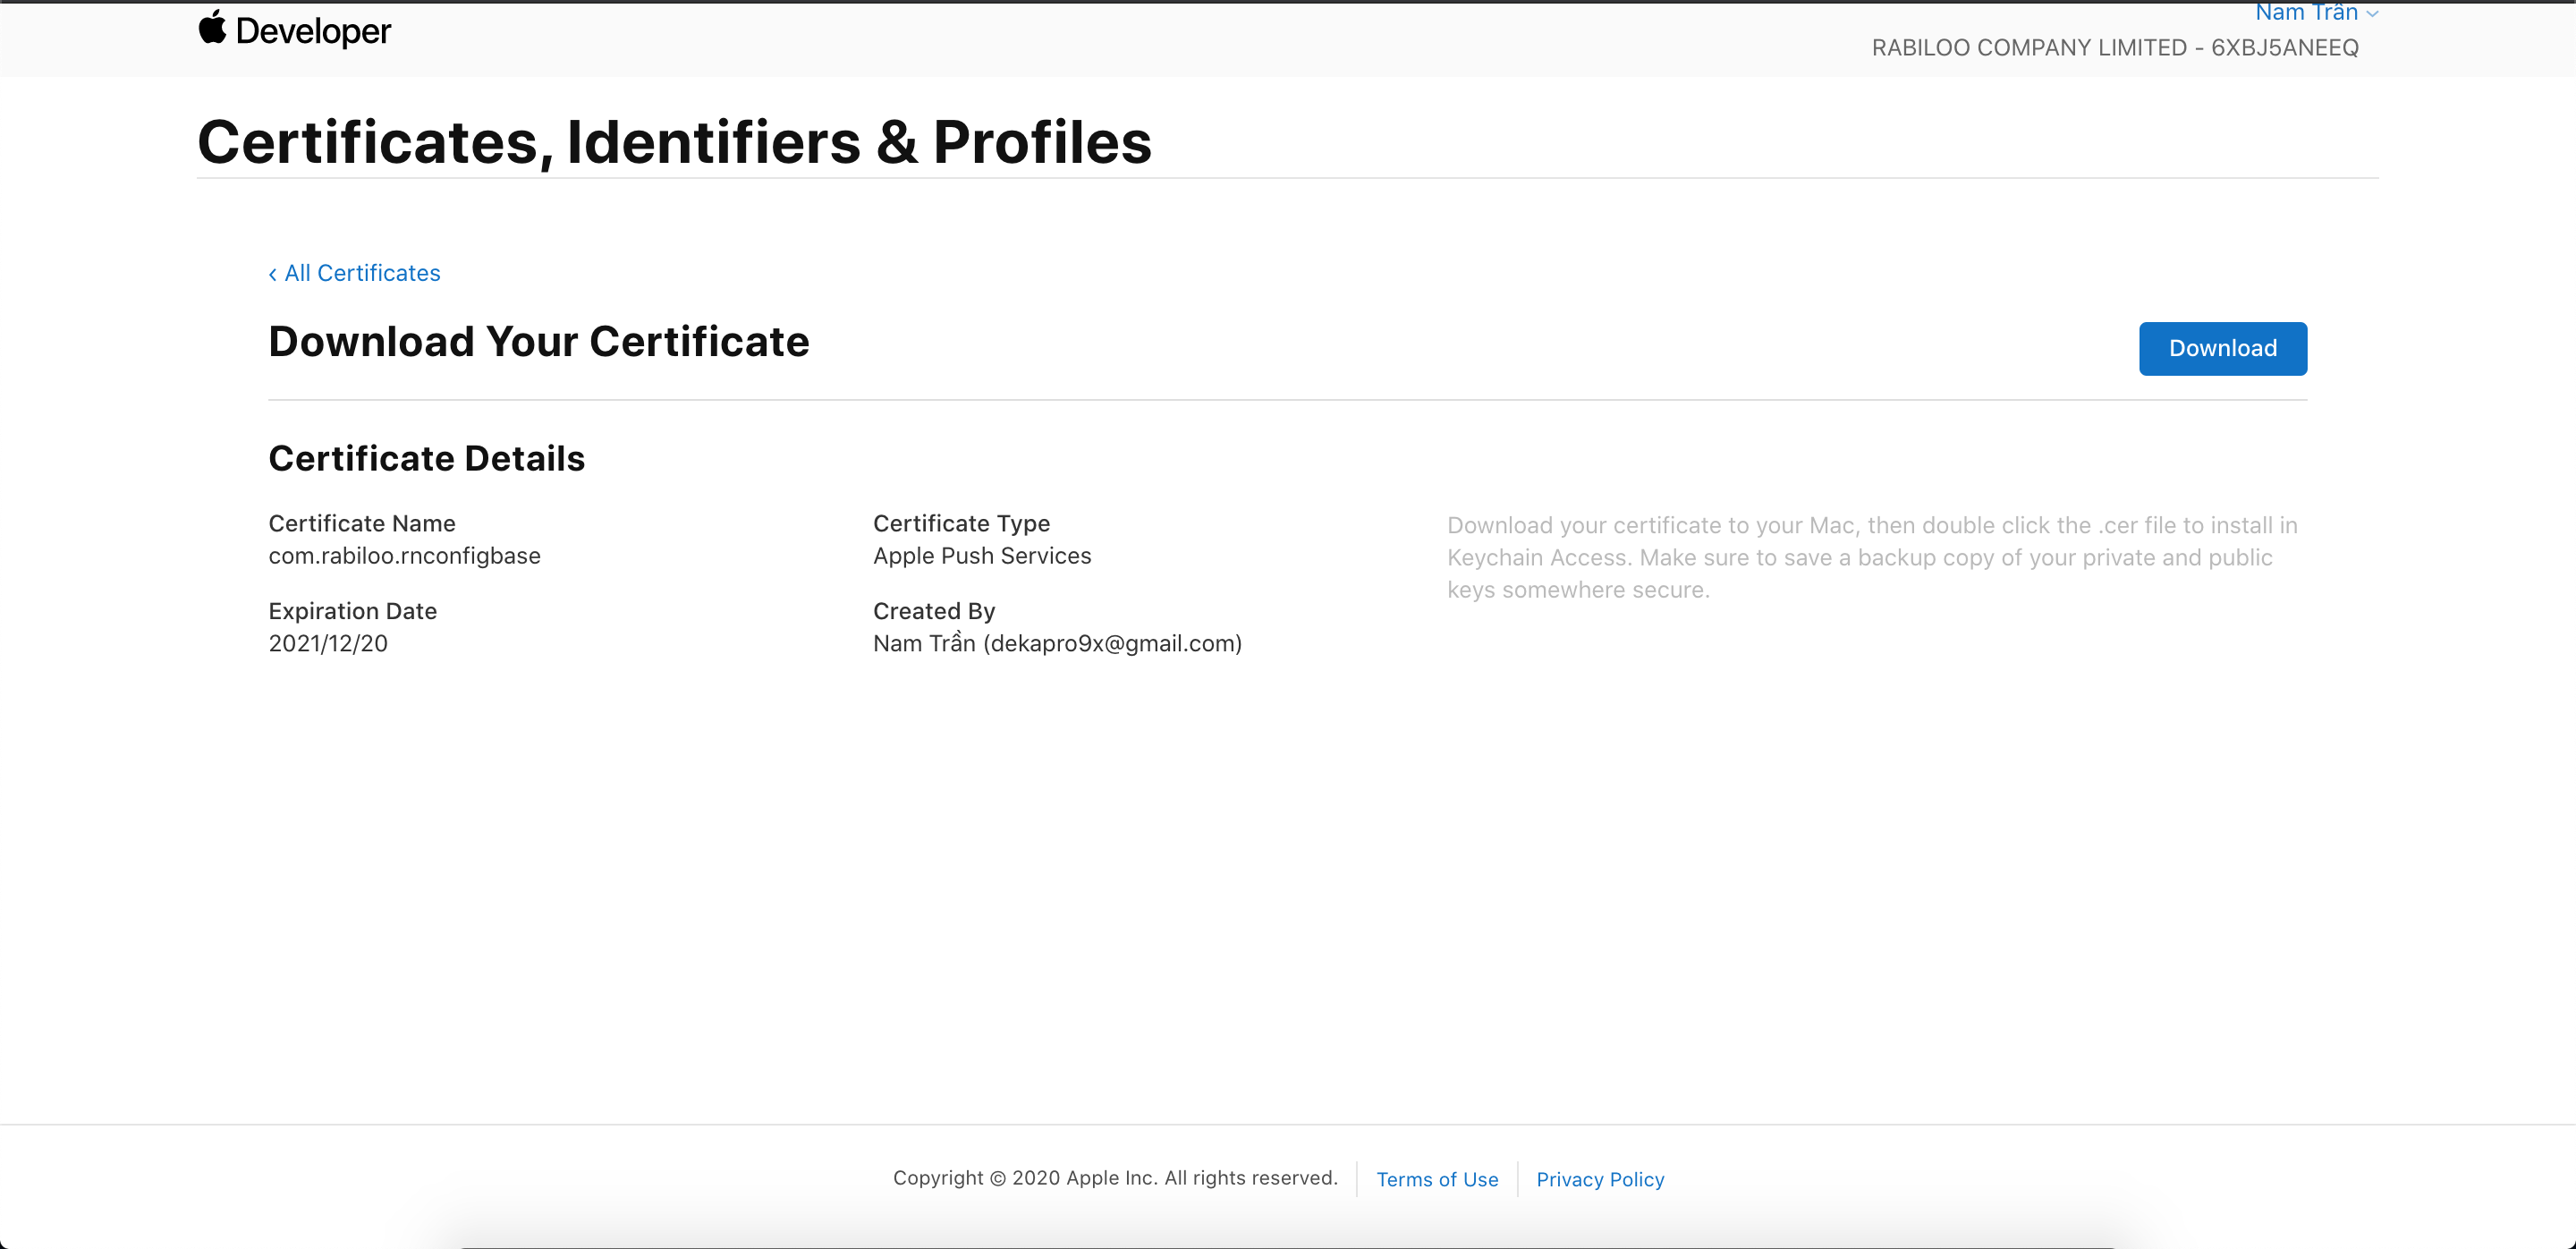 Developer
Nam Trần
RABILOO COMPANY LIMITED - 6XBJ5ANEEQ
Certificates, Identifiers & Profiles
‹ All Certificates
Download Your Certificate
Download
Certificate Details
Certificate Name
com.rabiloo.rnconfigbase
Certificate Type
Apple Push Services
Expiration Date
2021/12/20
Created By
Nam Trần (dekapro9x@gmail.com)
Download your certificate to your Mac, then double click the .cer file to install in
Keychain Access. Make sure to save a backup copy of your private and public
keys somewhere secure.
Copyright © 2020 Apple Inc. All rights reserved.
Terms of Use
Privacy Policy